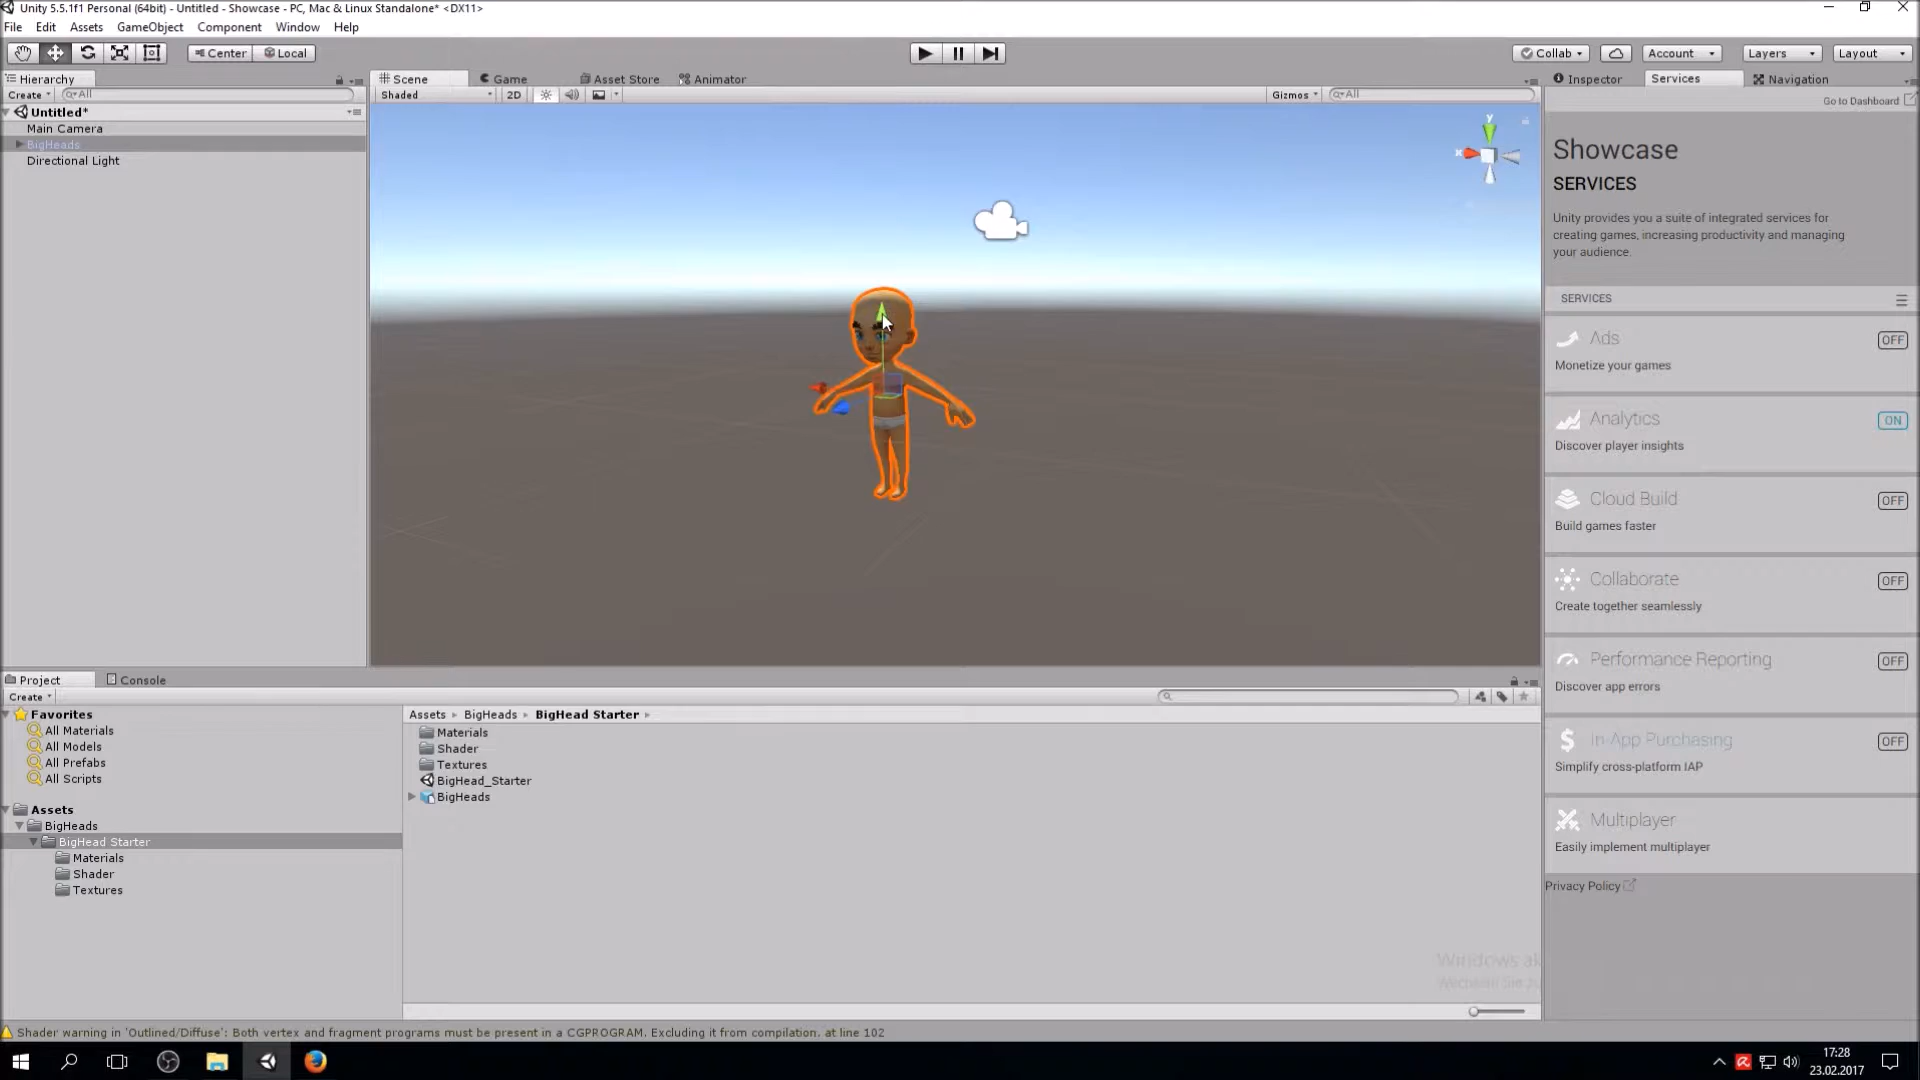 Unity 5.5.1f1 Personal (64bit) - Untitled - Showcase - PC, Mac & Linux Standalone* <DX11>
File Edit Assets GameObject Component Window Help
Center Local Collab Account Layers Layout
Hierarchy Scene Game Asset Store Animator Inspector Services Navigation
Create All Shaded 2D Gizmos All Go to Dashboard
Untitled*
Main Camera
BigHeads
Directional Light
y
x
Showcase
SERVICES
Unity provides you a suite of integrated services for
creating games, increasing productivity and managing
your audience.
SERVICES
Ads OFF
Monetize your games
Analytics ON
Discover player insights
Cloud Build OFF
Build games faster
Collaborate OFF
Create together seamlessly
Performance Reporting OFF
Discover app errors
In-App Purchasing OFF
Simplify cross-platform IAP
Multiplayer
Easily implement multiplayer
Privacy Policy
Project Console
Create
Favorites
All Materials
All Models
All Prefabs
All Scripts
Assets
BigHeads
BigHead Starter
Materials
Shader
Textures
Assets BigHeads BigHead Starter
Materials
Shader
Textures
BigHead_Starter
BigHeads
Windows
Shader warning in 'Outlined/Diffuse': Both vertex and fragment programs must be present in a CGPROGRAM. Excluding it from compilation. at line 102
17:28
23.02.2017